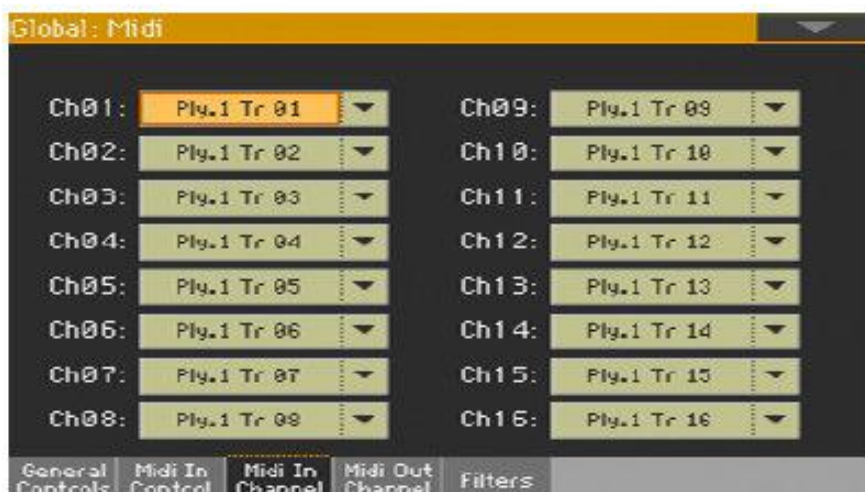 Global: Midi
Ch01: Ply.1 Tr 01
Ch02: Ply.1 Tr 02
Ch03: Ply.1 Tr 03
Ch04: Ply.1 Tr 04
Ch05: Ply.1 Tr 05
Ch06: Ply.1 Tr 06
Ch07: Ply.1 Tr 07
Ch08: Ply.1 Tr 08
Ch09: Ply.1 Tr 09
Ch10: Ply.1 Tr 10
Ch11: Ply.1 Tr 11
Ch12: Ply.1 Tr 12
Ch13: Ply.1 Tr 13
Ch14: Ply.1 Tr 14
Ch15: Ply.1 Tr 15
Ch16: Ply.1 Tr 16
General Controls
Midi In Control
Midi In Channel
Midi Out Channel
Filters